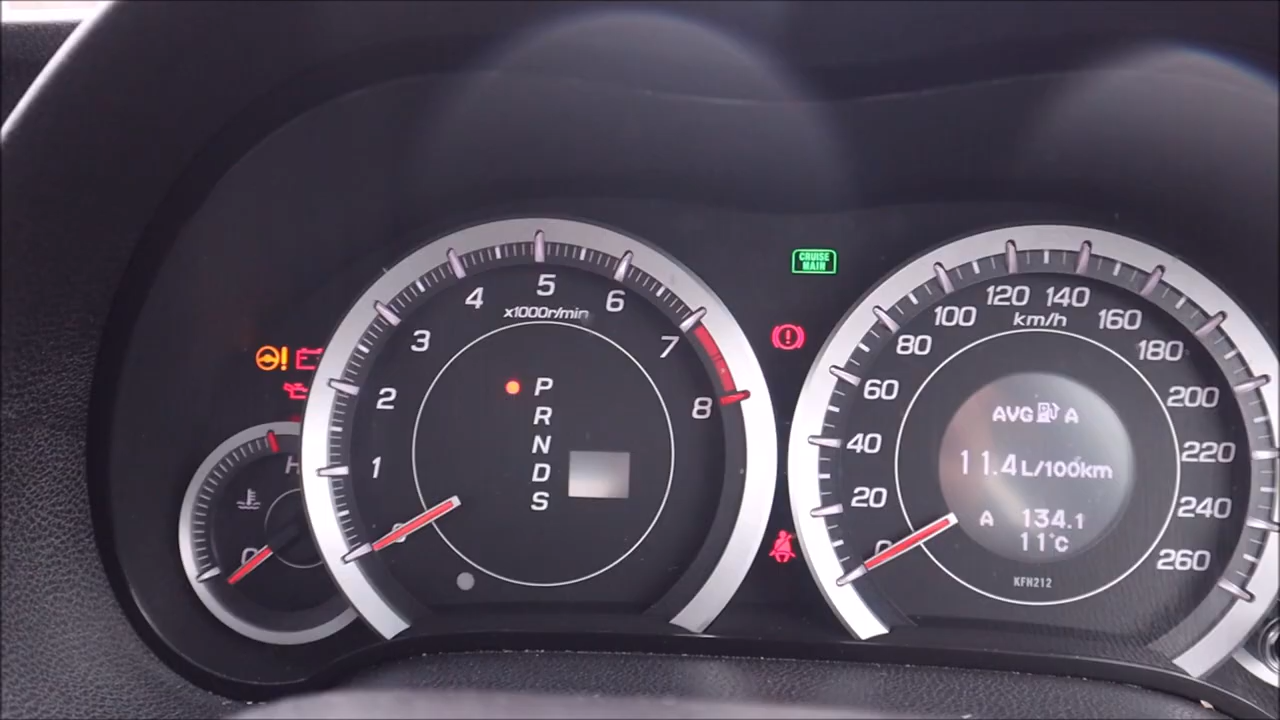 CRUISE
MAIN
H
1
2
3
4
5
6
7
8
x1000r/min
P
R
N
D
S
20
40
60
80
100
120
140
160
180
200
220
240
260
km/h
AVG A
11.4 L/100km
A 134.1
11°C
KFH212